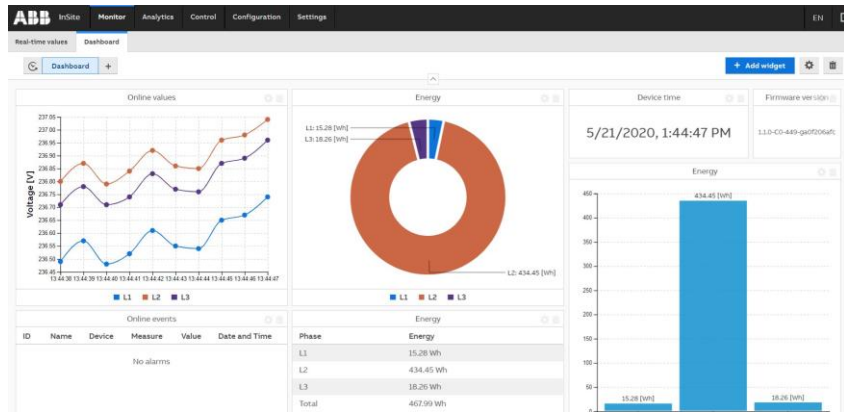 ABB InSite Monitor Analytics Control Configuration Settings EN
Real-time values Dashboard
Dashboard +
+ Add widget
Online values
Voltage [V]
237.05
237.00
236.95
236.90
236.85
236.80
236.75
236.70
236.65
236.60
236.55
236.50
236.45
13:44:38 13:44:39 13:44:40 13:44:41 13:44:42 13:44:43 13:44:44 13:44:45 13:44:46 13:44:47
L1 L2 L3
Energy
L1: 15.28 [Wh]
L3: 18.26 [Wh]
L2: 434.45 [Wh]
L1 L2 L3
Device time
5/21/2020, 1:44:47 PM
Firmware version
Energy
450
400
350
300
250
200
150
100
50
0
434.45 [Wh]
15.28 [Wh]
18.26 [Wh]
Online events
ID Name Device Measure Value Date and Time
No alarms
Energy
Phase Energy
L1 15.28 Wh
L2 434.45 Wh
L3 18.26 Wh
Total 467.99 Wh